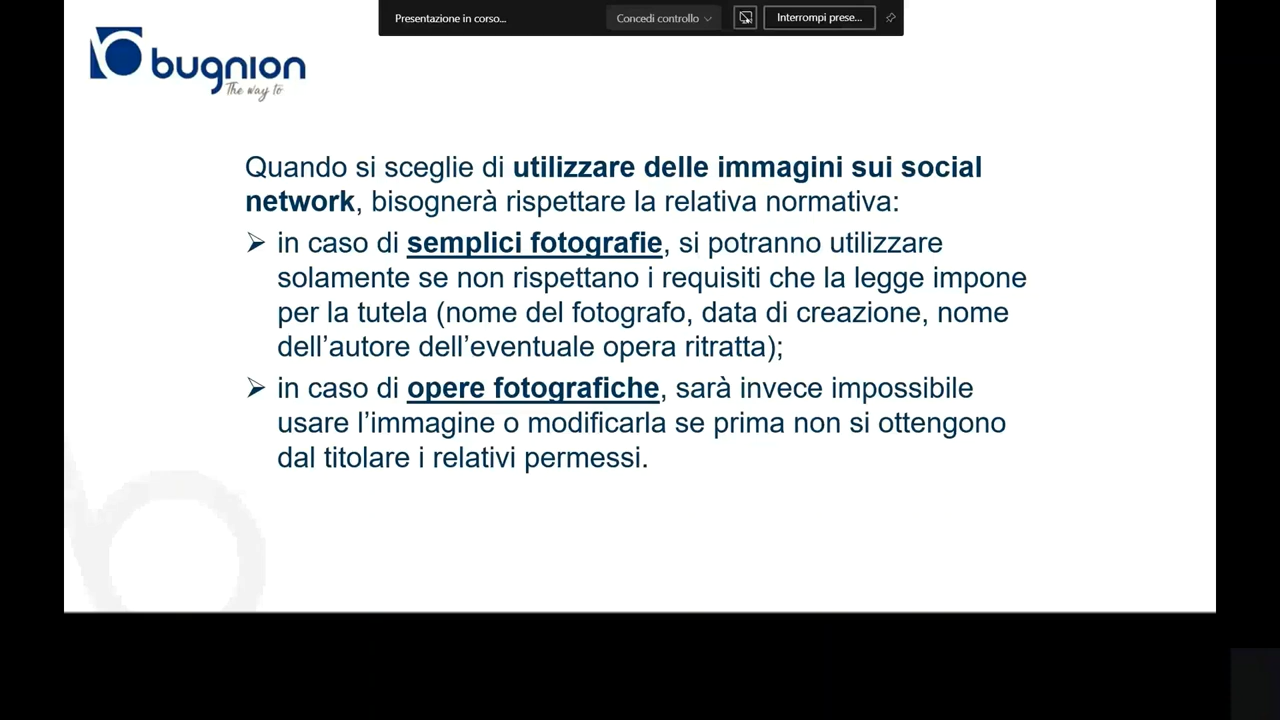 Presentazione in corso...
Concedi controllo
Interrompi prese...
bugnion
The way to
Quando si sceglie di utilizzare delle immagini sui social
network, bisognerà rispettare la relativa normativa:
in caso di semplici fotografie, si potranno utilizzare
solamente se non rispettano i requisiti che la legge impone
per la tutela (nome del fotografo, data di creazione, nome
dell’autore dell’eventuale opera ritratta);
in caso di opere fotografiche, sarà invece impossibile
usare l’immagine o modificarla se prima non si ottengono
dal titolare i relativi permessi.